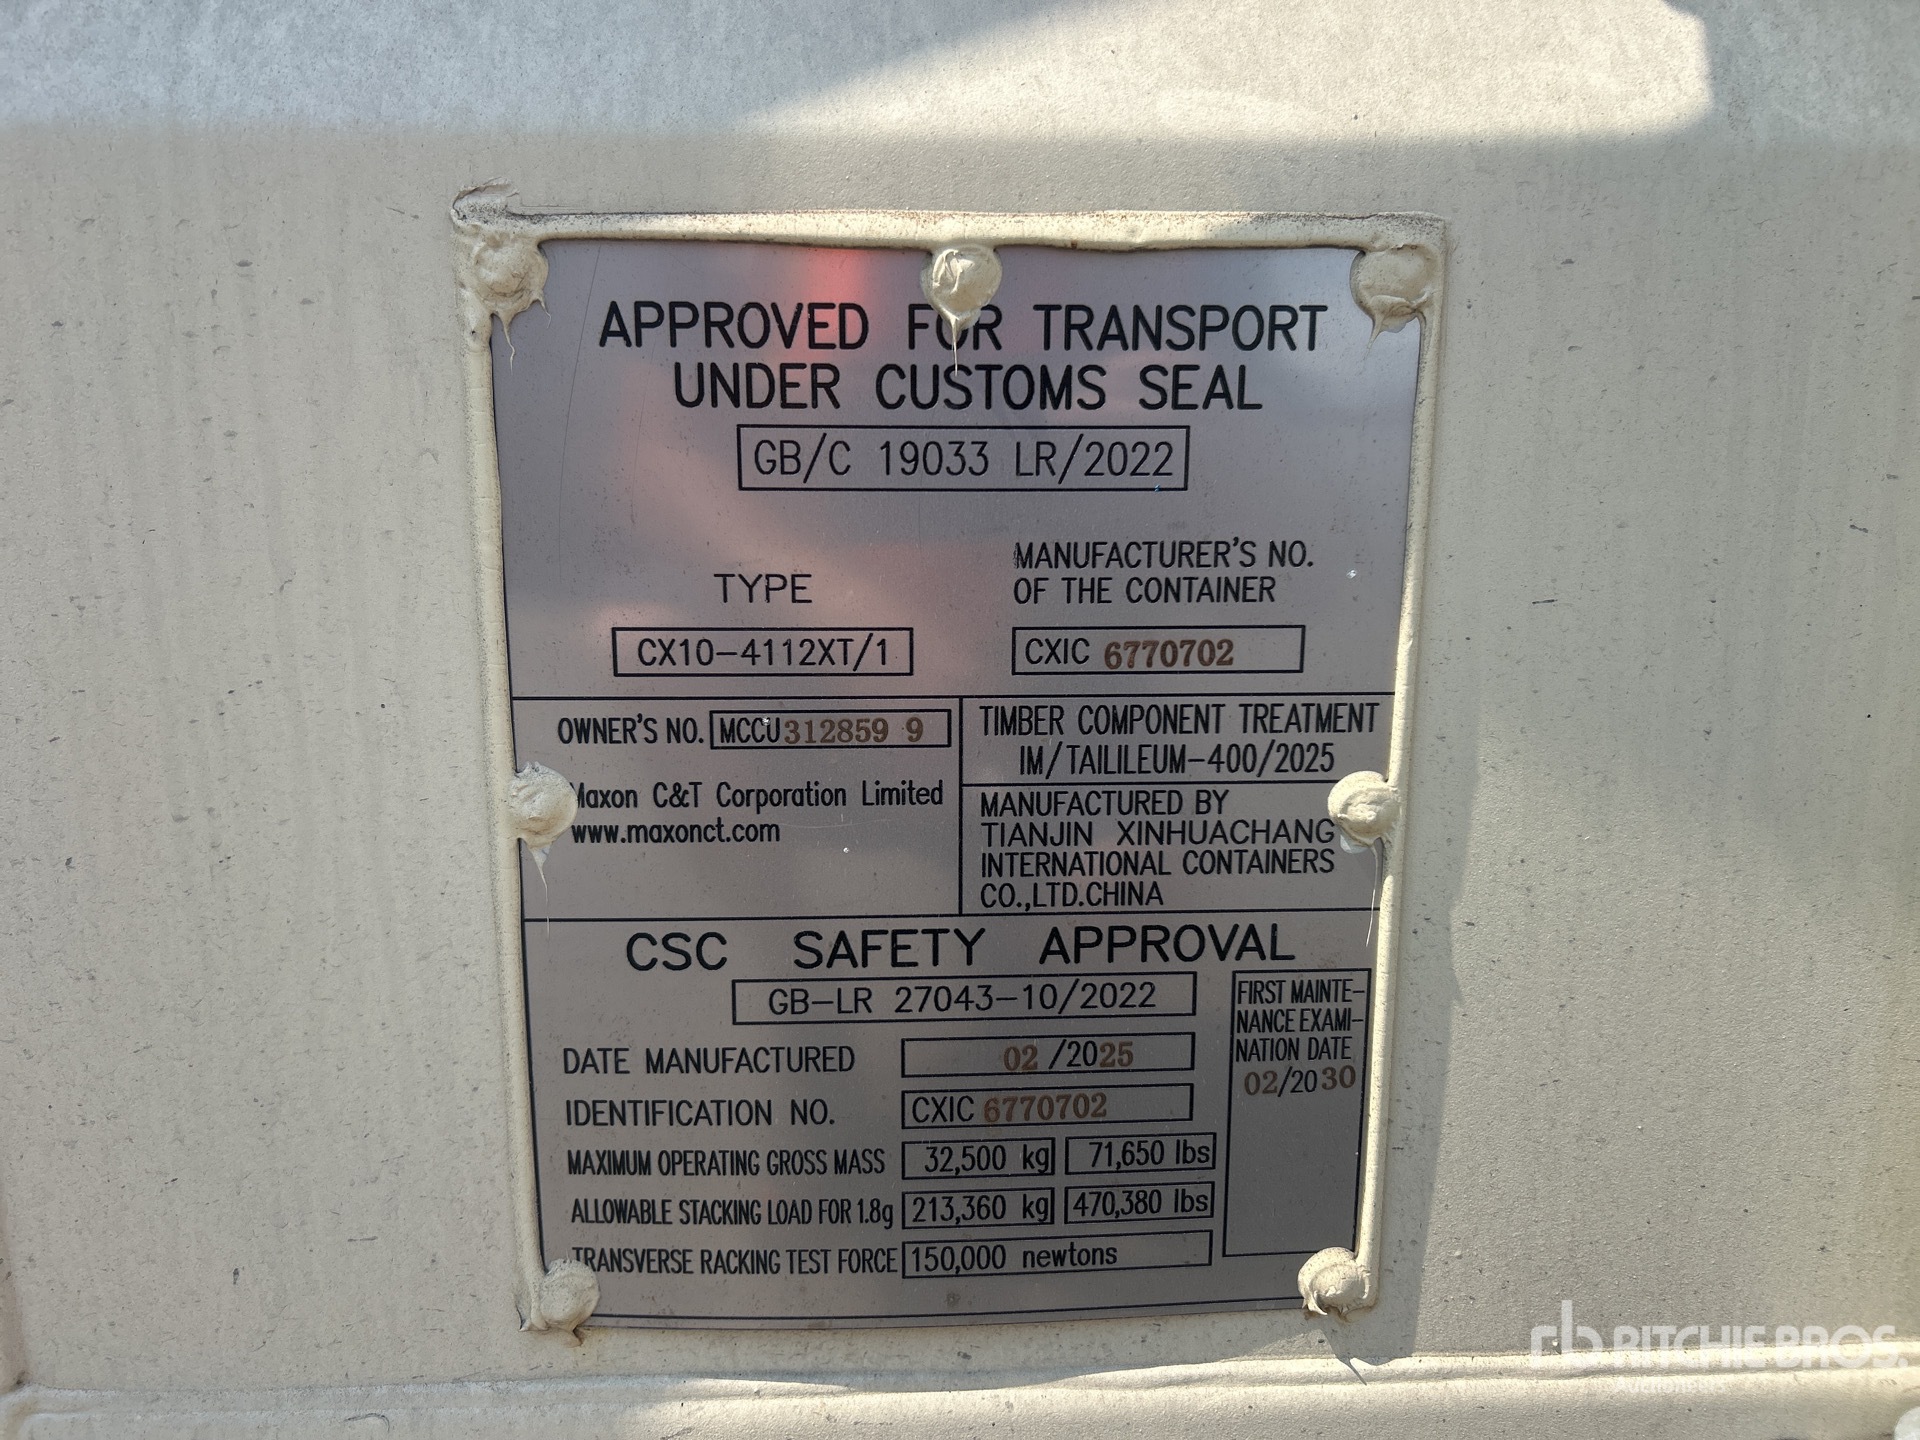 APPROVED FOR TRANSPORT
UNDER CUSTOMS SEAL
GB/C 19033 LR/2022
TYPE
CX10-4112XT/1
MANUFACTURER'S NO.
OF THE CONTAINER
CXIC 6770702
OWNER'S NO. MCCU 312859 9
Maxon C&T Corporation Limited
www.maxonct.com
TIMBER COMPONENT TREATMENT
IM/TAILILEUM-400/2025
MANUFACTURED BY
TIANJIN XINHUACHANG
INTERNATIONAL CONTAINERS
CO.,LTD.CHINA
CSC SAFETY APPROVAL
GB-LR 27043-10/2022
DATE MANUFACTURED 02/2025
IDENTIFICATION NO. CXIC 6770702
MAXIMUM OPERATING GROSS MASS 32,500 kg 71,650 lbs
ALLOWABLE STACKING LOAD FOR 1.8g 213,360 kg 470,380 lbs
TRANSVERSE RACKING TEST FORCE 150,000 newtons
FIRST MAINTE-
NANCE EXAMI-
NATION DATE
02/2030
rb RITCHIE BROS.
AUCTIONEERS